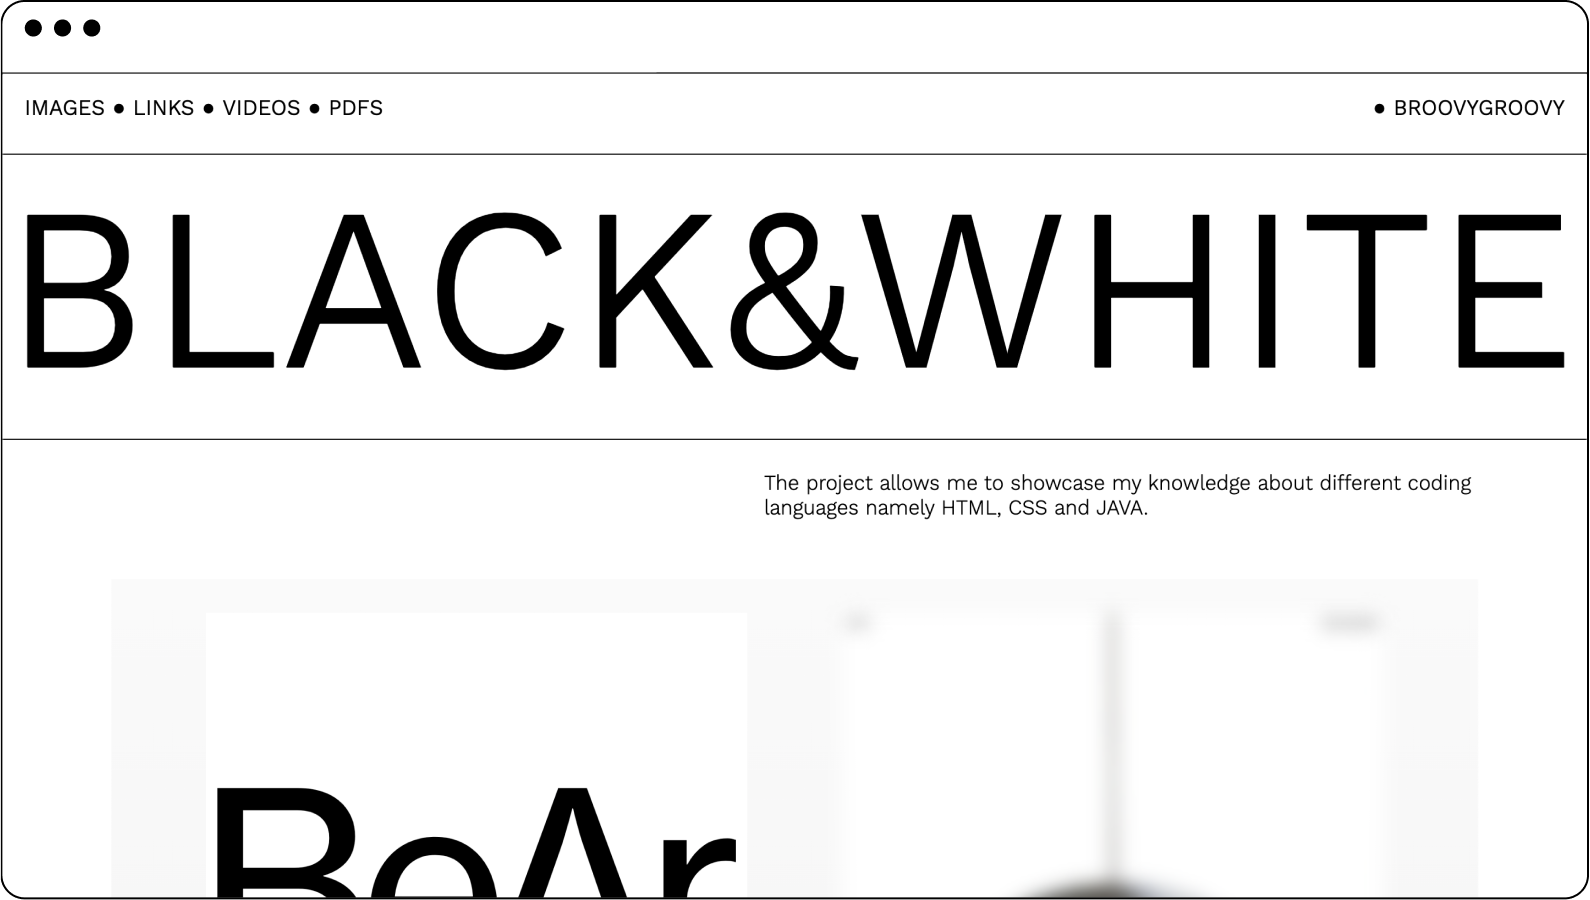 IMAGES ● LINKS ● VIDEOS ● PDFS
● BROOVYGROOVY
BLACK&WHITE
The project allows me to showcase my knowledge about different coding
languages namely HTML, CSS and JAVA.
BeAr